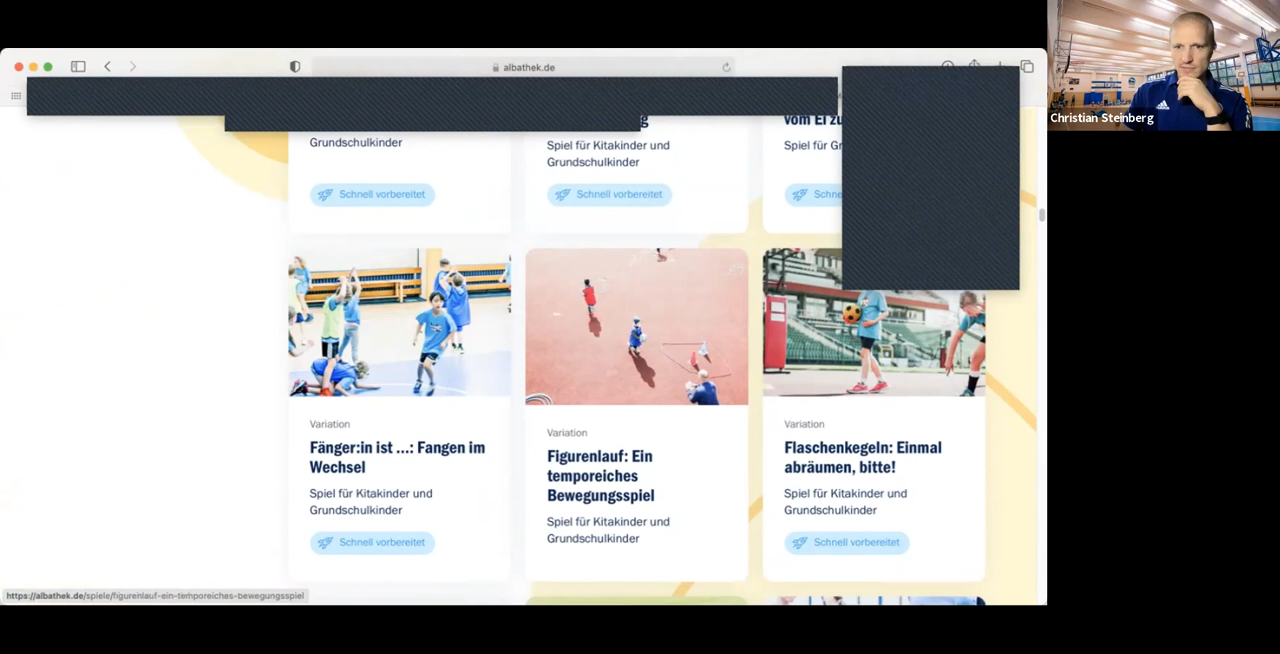 albathek.de
Christian Steinberg
vom Ei zu
Grundschulkinder
Schnell vorbereitet
Spiel für Kitakinder und
Grundschulkinder
Schnell vorbereitet
Spiel für
Variation
Fänger:in ist ...: Fangen im
Wechsel
Spiel für Kitakinder und
Grundschulkinder
Schnell vorbereitet
Variation
Figurenlauf: Ein
temporeiches
Bewegungsspiel
Spiel für Kitakinder und
Grundschulkinder
Variation
Flaschenkegeln: Einmal
abräumen, bitte!
Spiel für Kitakinder und
Grundschulkinder
Schnell vorbereitet
https://albathek.de/spiele/figurenlauf-ein-temporeiches-bewegungsspiel